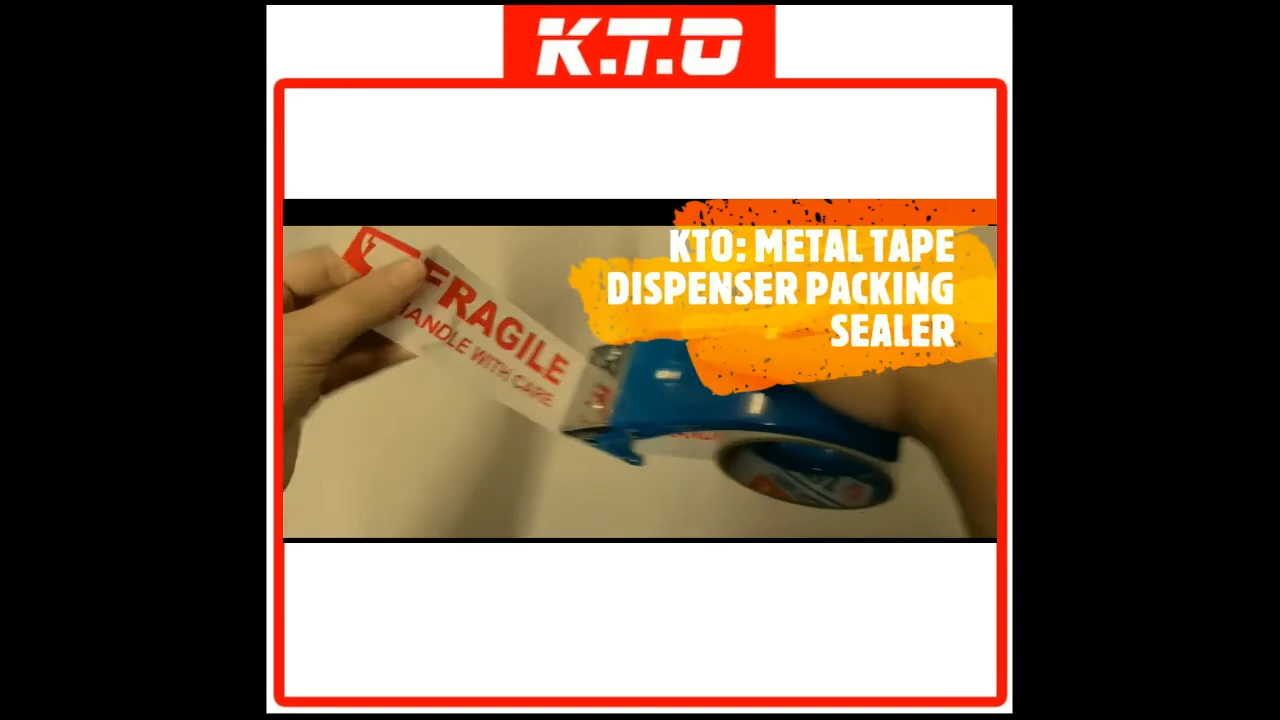 K.T.O
KTO: METAL TAPE
DISPENSER PACKING
SEALER
FRAGILE
HANDLE WITH CARE